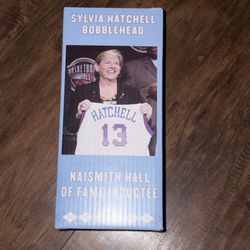 SYLVIA HATCHELL
BOBBLEHEAD
HATCHELL
13
NAISMITH HALL
OF FAME INDUCTEE